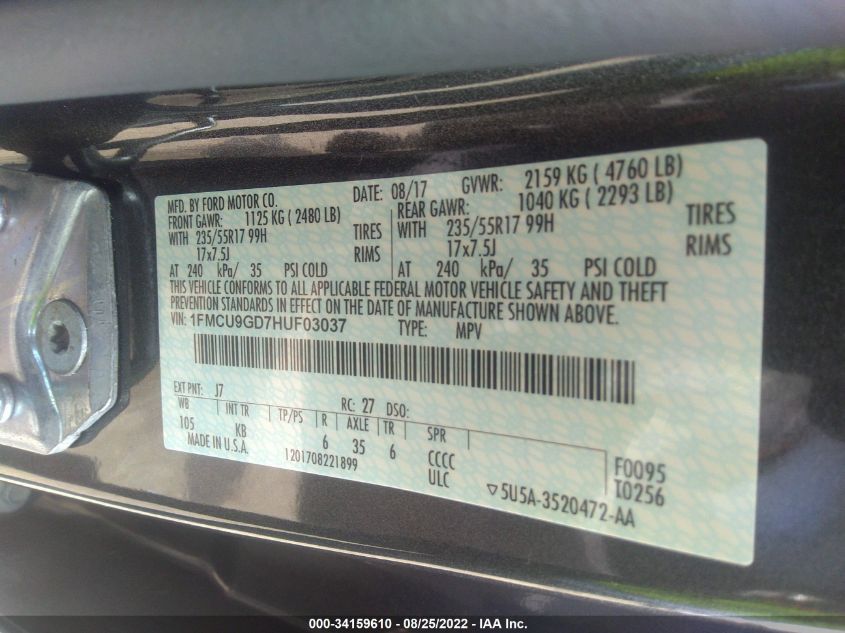 MFD. BY FORD MOTOR CO. DATE: 08/17 GVWR: 2159 KG ( 4760 LB)
FRONT GAWR: 1125 KG ( 2480 LB) REAR GAWR: 1040 KG ( 2293 LB)
WITH 235/55R17 99H TIRES WITH 235/55R17 99H TIRES
17x7.5J RIMS 17x7.5J RIMS
AT 240 kPa/ 35 PSI COLD AT 240 kPa/ 35 PSI COLD
THIS VEHICLE CONFORMS TO ALL APPLICABLE FEDERAL MOTOR VEHICLE SAFETY AND THEFT
PREVENTION STANDARDS IN EFFECT ON THE DATE OF MANUFACTURE SHOWN ABOVE.
VIN: 1FMCU9GD7HUF03037 TYPE: MPV
EXT PNT: J7 RC: 27 DSO:
WB INT TR TP/PS R AXLE TR SPR
105 KB 6 35 6 CCCC F0095
MADE IN U.S.A. 1201708221899 ULC T0256
▽5U5A-3520472-AA
000-34159610 - 08/25/2022 - IAA Inc.